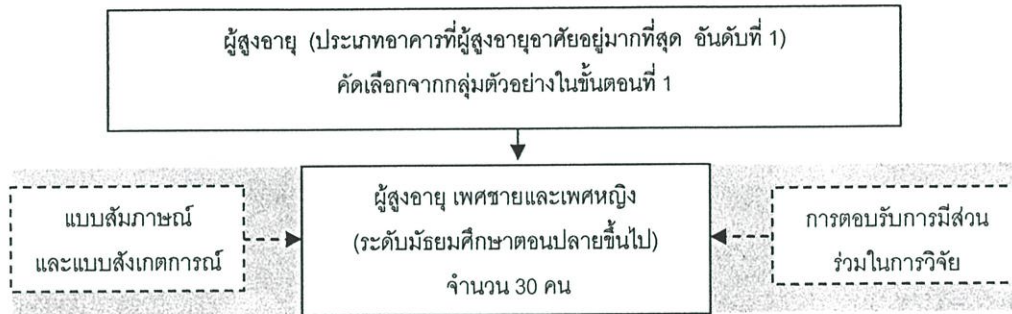 ผู้สูงอายุ (ประเภทอาคารที่ผู้สูงอายุอาศัยอยู่มากที่สุด อันดับที่ 1)
คัดเลือกจากกลุ่มตัวอย่างในขั้นตอนที่ 1
แบบสัมภาษณ์
และแบบสังเกตการณ์
ผู้สูงอายุ เพศชายและเพศหญิง
(ระดับมัธยมศึกษาตอนปลายขึ้นไป)
จำนวน 30 คน
การตอบรับการมีส่วน
ร่วมในการวิจัย